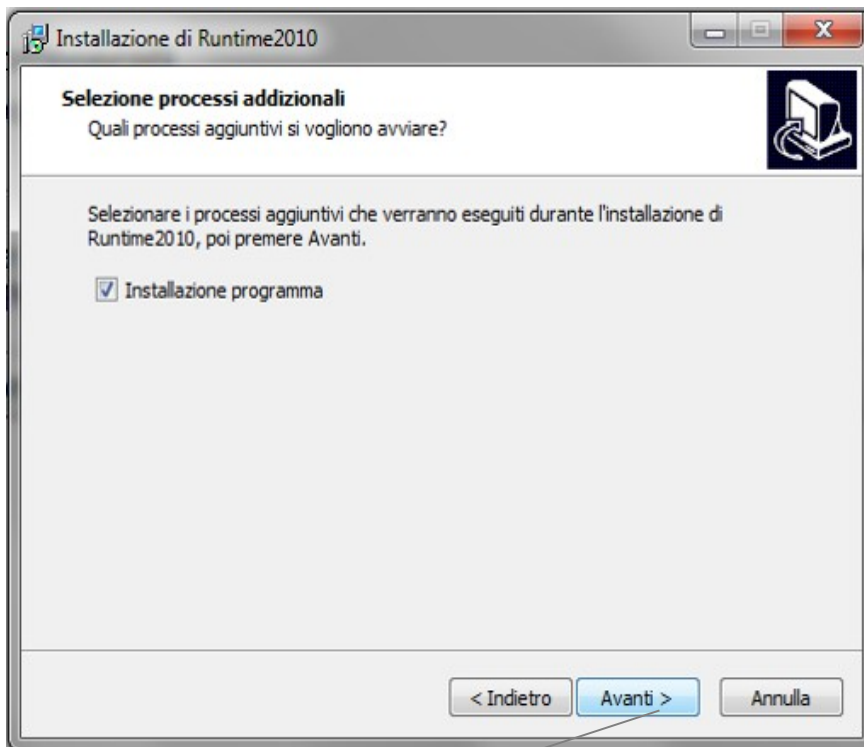 Installazione di Runtime2010
Selezione processi addizionali
Quali processi aggiuntivi si vogliono avviare?
Selezionare i processi aggiuntivi che verranno eseguiti durante l'installazione di
Runtime2010, poi premere Avanti.
Installazione programma
< Indietro
Avanti >
Annulla